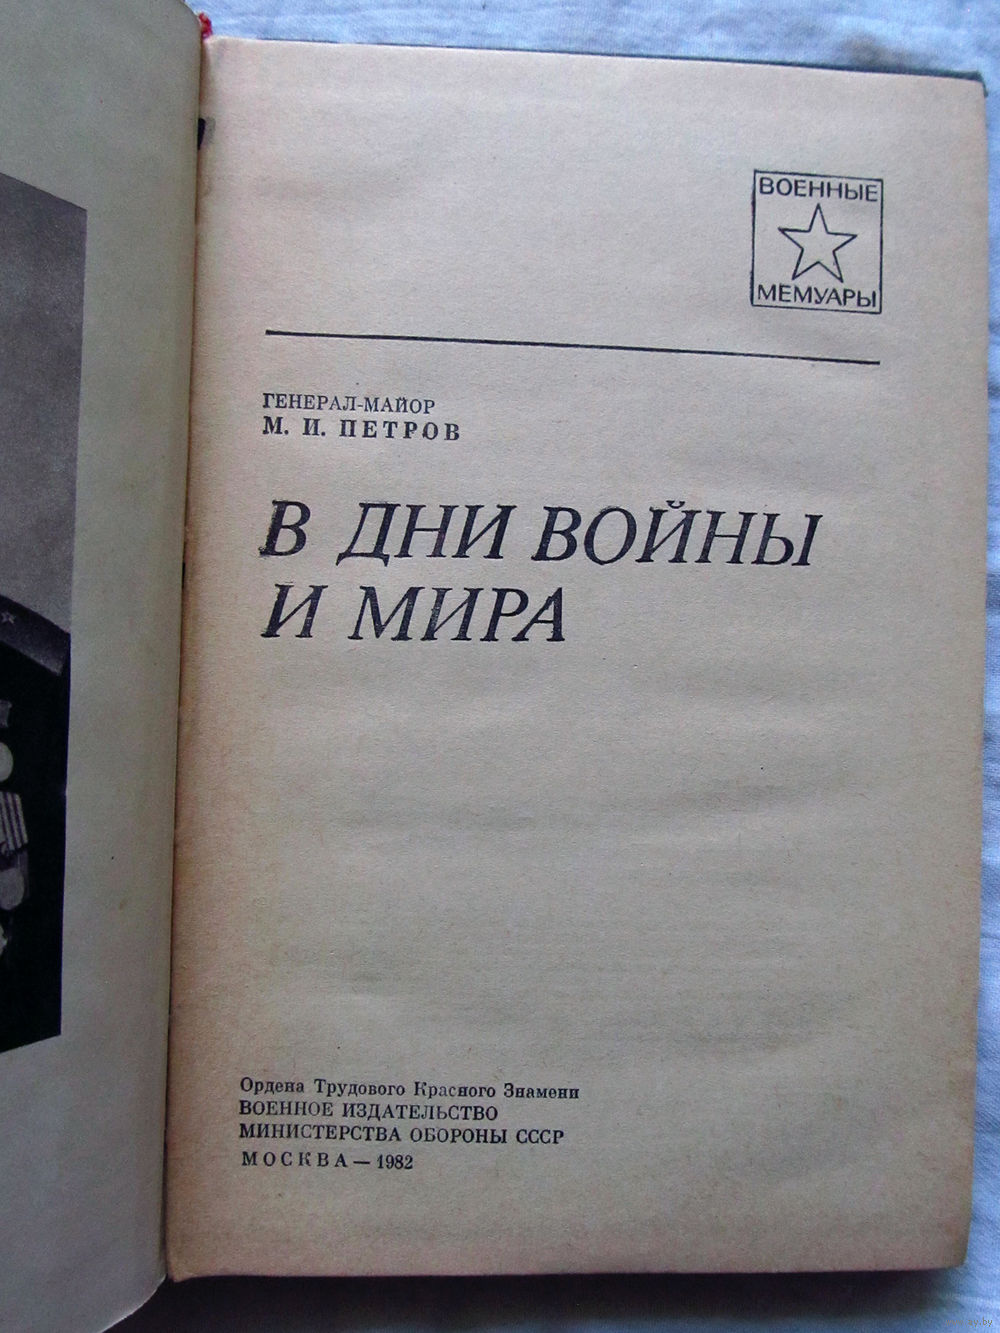 ВОЕННЫЕ
МЕМУАРЫ
ГЕНЕРАЛ-МАЙОР
М. И. ПЕТРОВ
В ДНИ ВОЙНЫ
И МИРА
Ордена Трудового Красного Знамени
ВОЕННОЕ ИЗДАТЕЛЬСТВО
МИНИСТЕРСТВА ОБОРОНЫ СССР
МОСКВА — 1982